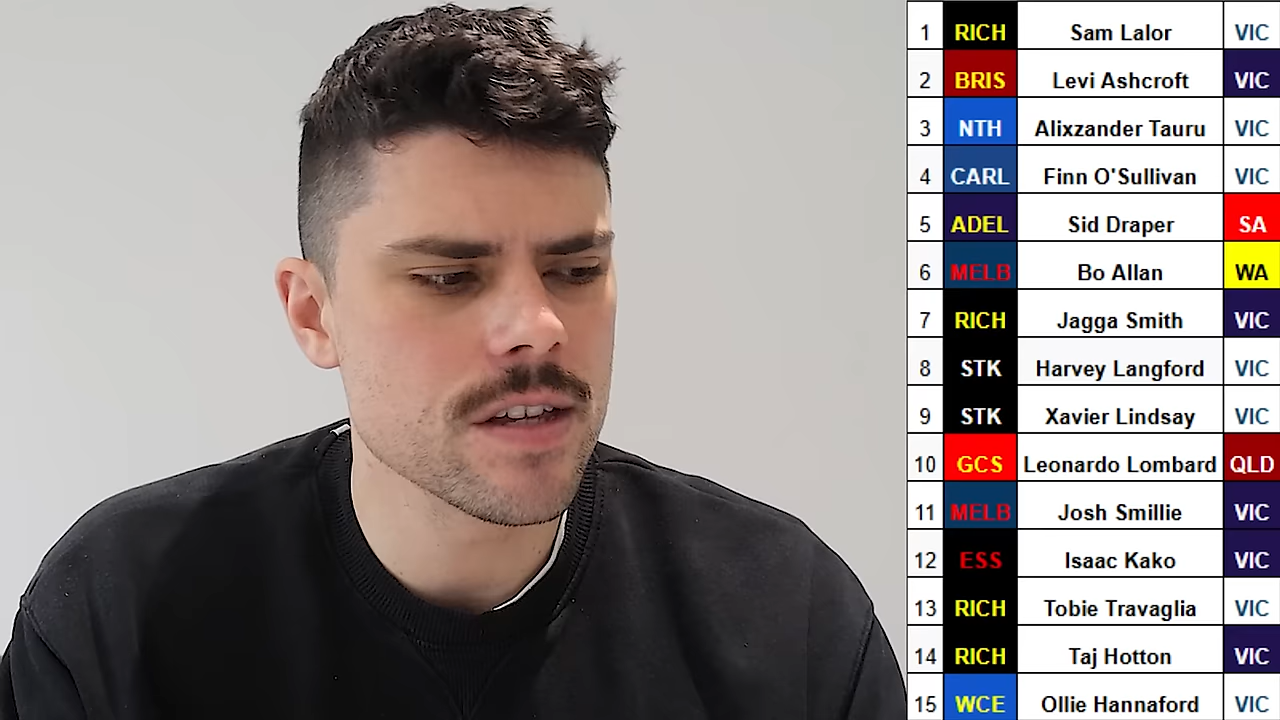 1 RICH Sam Lalor VIC
2 BRIS Levi Ashcroft VIC
3 NTH Alixzander Tauru VIC
4 CARL Finn O'Sullivan VIC
5 ADEL Sid Draper SA
6 MELB Bo Allan WA
7 RICH Jagga Smith VIC
8 STK Harvey Langford VIC
9 STK Xavier Lindsay VIC
10 GCS Leonardo Lombard QLD
11 MELB Josh Smillie VIC
12 ESS Isaac Kako VIC
13 RICH Tobie Travaglia VIC
14 RICH Taj Hotton VIC
15 WCE Ollie Hannaford VIC